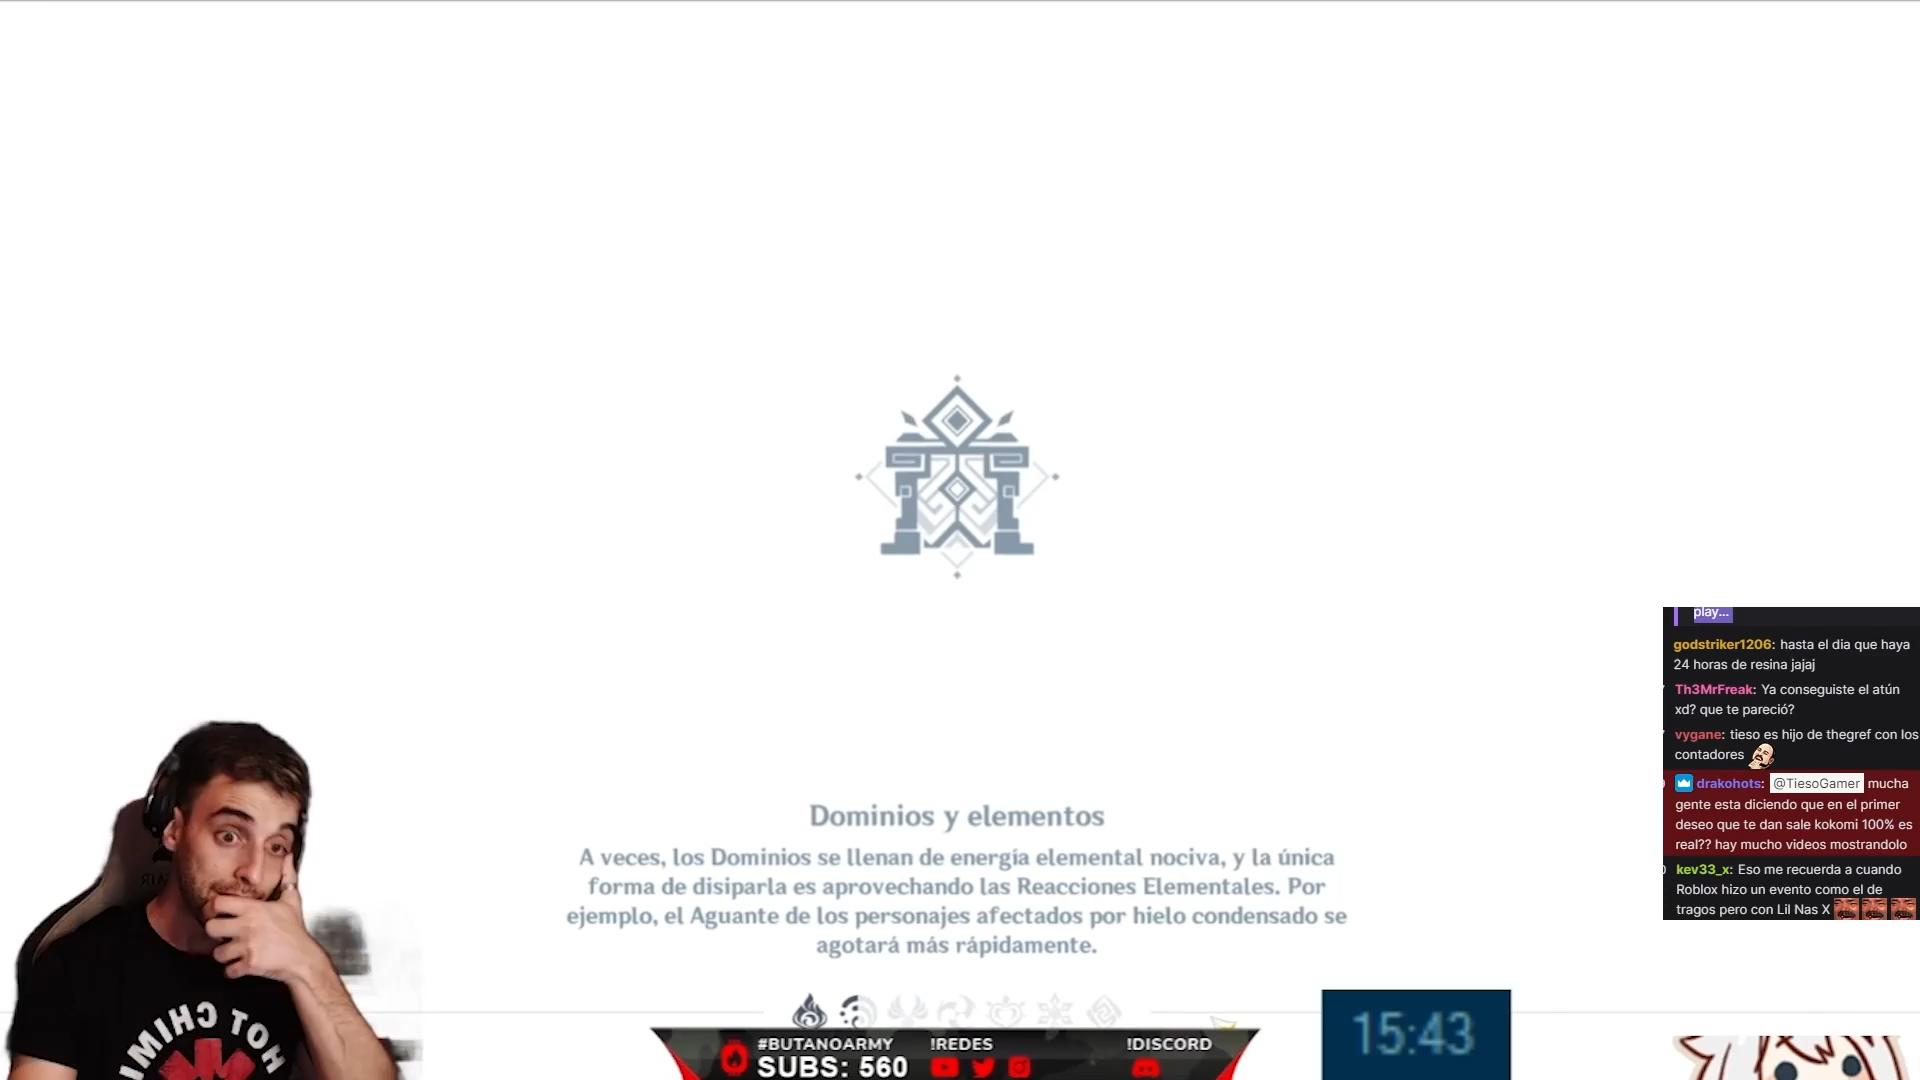 play...
godstriker1206: hasta el dia que haya
24 horas de resina jajaj
Th3MrFreak: Ya conseguiste el atún
xd? que te pareció?
vygane: tieso es hijo de thegref con los
contadores
drakohots: @TiesoGamer mucha
gente esta diciendo que en el primer
deseo que te dan sale kokomi 100% es
real?? hay mucho videos mostrandolo
kev33_x: Eso me recuerda a cuando
Roblox hizo un evento como el de
tragos pero con Lil Nas X
Dominios y elementos
A veces, los Dominios se llenan de energía elemental nociva, y la única
forma de disiparla es aprovechando las Reacciones Elementales. Por
ejemplo, el Aguante de los personajes afectados por hielo condensado se
agotará más rápidamente.
HOT CHIMI
#BUTANOARMY !REDES !DISCORD
SUBS: 560
15:43